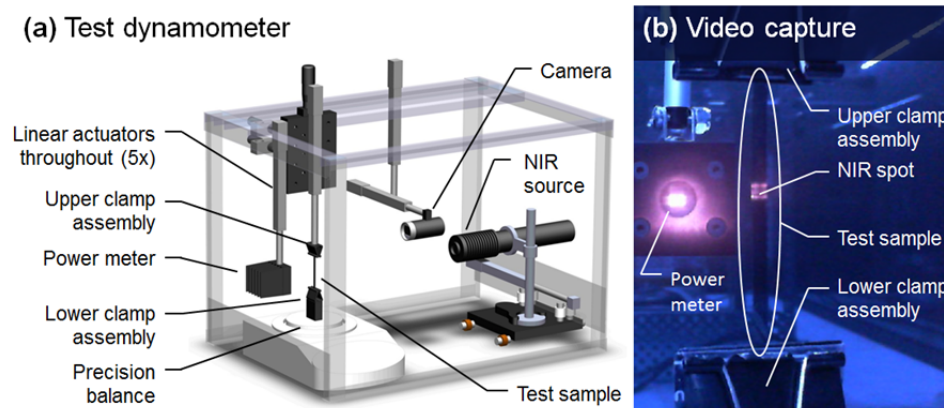 (a) Test dynamometer
Camera
Linear actuators
throughout (5x)
NIR
source
Upper clamp
assembly
Power meter
Lower clamp
assembly
Precision
balance
Test sample
(b) Video capture
Upper clamp
assembly
NIR spot
Test sample
Power
meter
Lower clamp
assembly